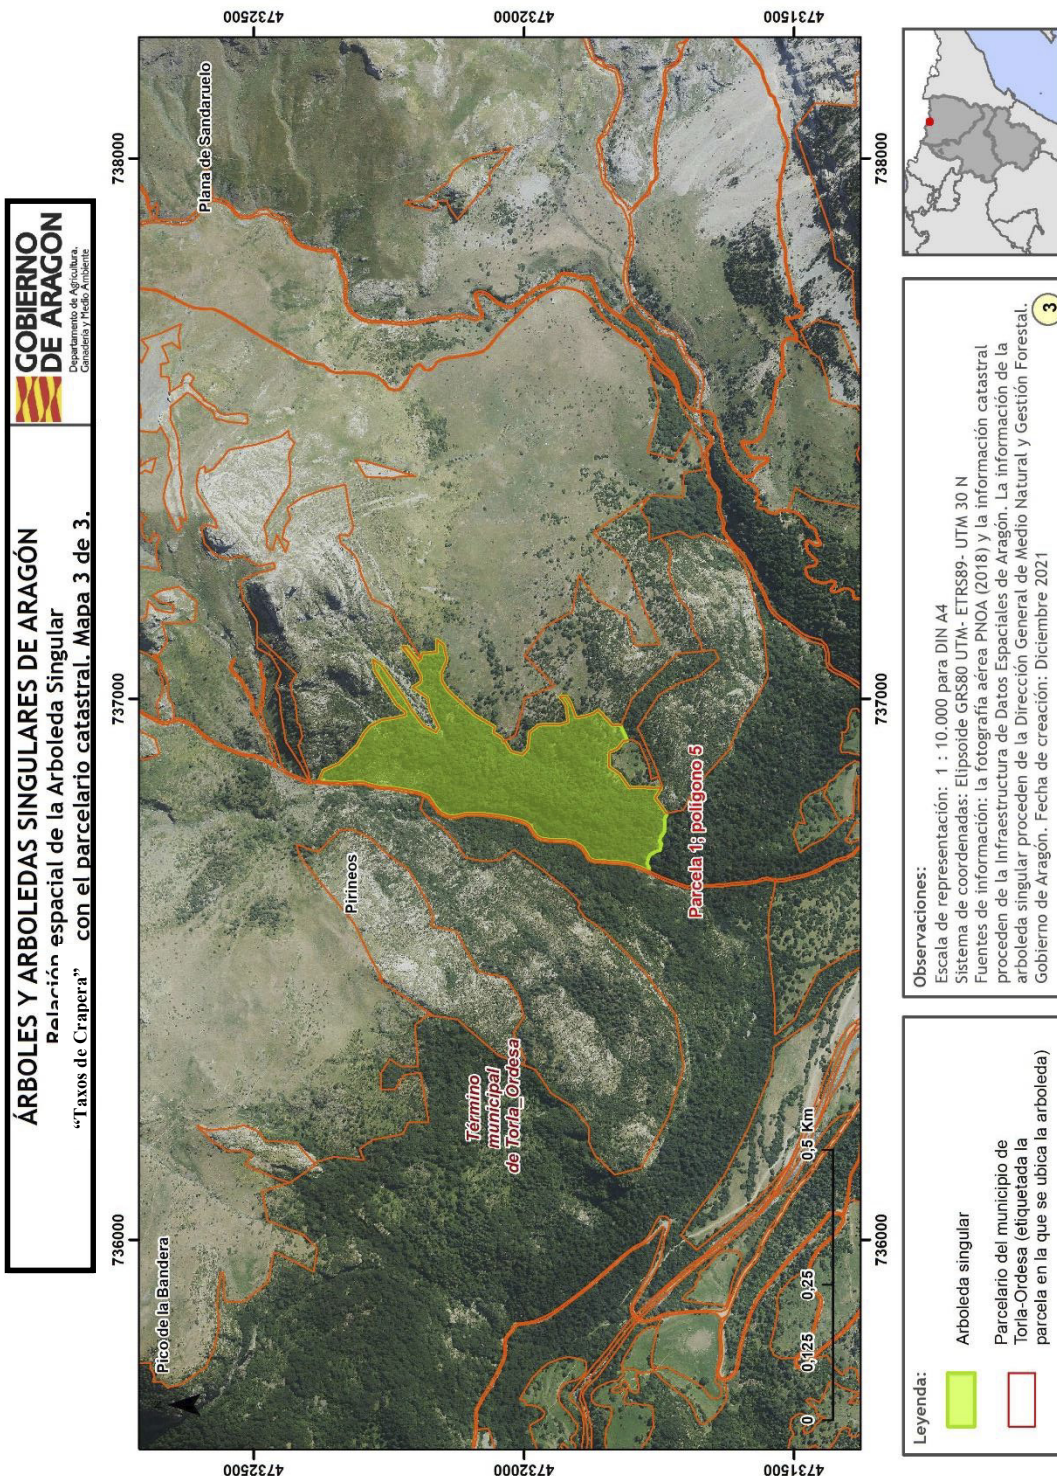 ÁRBOLES Y ARBOLEDAS SINGULARES DE ARAGÓN
Relación espacial de la Arboleda Singular
“Taxos de Crapera” con el parcelario catastral. Mapa 3 de 3.
GOBIERNO
DE ARAGON
Departamento de Agricultura,
Ganadería y Medio Ambiente
736000
737000
738000
4732500
4732500
4732000
4732000
4731500
4731500
736000
737000
738000
Pico de la Bandera
Pirineos
Plana de Sandaruelo
Término
municipal
de Torla_Ordesa
Parcela 1; polígono 5
0
0,125
0,25
0,5 Km
Leyenda:
Arboleda singular
Parcelario del municipio de
Torla-Ordesa (etiquetada la
parcela en la que se ubica la arboleda)
Observaciones:
Escala de representación: 1 : 10.000 para DIN A4
Sistema de coordenadas: Elipsoide GRS80 UTM- ETRS89- UTM 30 N
Fuentes de información: la fotografía aérea PNOA (2018) y la información catastral
proceden de la Infraestructura de Datos Espaciales de Aragón. La información de la
arboleda singular proceden de la Dirección General de Medio Natural y Gestión Forestal.
Gobierno de Aragón. Fecha de creación: Diciembre 2021
3